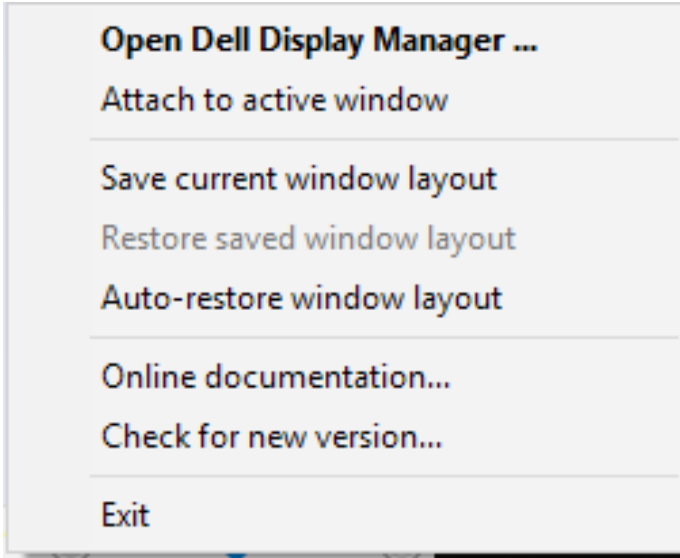 Open Dell Display Manager ...
Attach to active window
Save current window layout
Restore saved window layout
Auto-restore window layout
Online documentation...
Check for new version...
Exit